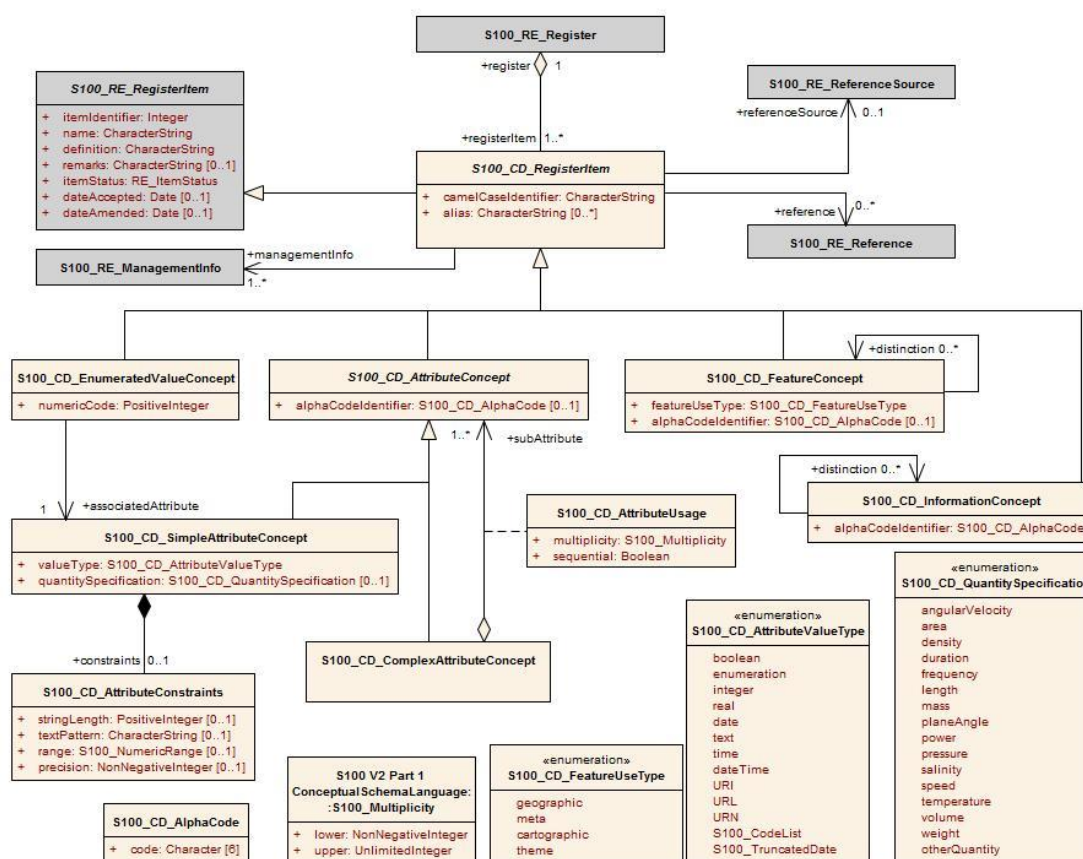 S100_RE_Register
+register 1
S100_RE_RegisterItem
+ itemIdentifier: Integer
+ name: CharacterString
+ definition: CharacterString
+ remarks: CharacterString [0..1]
+ itemStatus: RE_ItemStatus
+ dateAccepted: Date [0..1]
+ dateAmended: Date [0..1]
S100_RE_ReferenceSource
+referenceSource 0..1
+registerItem 1..*
S100_CD_RegisterItem
+ camelCaseIdentifier: CharacterString
+ alias: CharacterString [0..*]
+reference 0..*
S100_RE_Reference
+managementInfo
1..*
S100_RE_ManagementInfo
S100_CD_EnumeratedValueConcept
+ numericCode: PositiveInteger
S100_CD_AttributeConcept
+ alphaCodeIdentifier: S100_CD_AlphaCode [0..1]
+distinction 0..*
S100_CD_FeatureConcept
+ featureUseType: S100_CD_FeatureUseType
+ alphaCodeIdentifier: S100_CD_AlphaCode [0..1]
1..*
+subAttribute
+distinction 0..*
S100_CD_InformationConcept
+ alphaCodeIdentifier: S100_CD_AlphaCode
1 +associatedAttribute
S100_CD_SimpleAttributeConcept
+ valueType: S100_CD_AttributeValueType
+ quantitySpecification: S100_CD_QuantitySpecification [0..1]
S100_CD_AttributeUsage
+ multiplicity: S100_Multiplicity
+ sequential: Boolean
+constraints 0..1
S100_CD_ComplexAttributeConcept
S100_CD_AttributeConstraints
+ stringLength: PositiveInteger [0..1]
+ textPattern: CharacterString [0..1]
+ range: S100_NumericRange [0..1]
+ precision: NonNegativeInteger [0..1]
S100_CD_AlphaCode
+ code: Character [6]
S100 V2 Part 1
ConceptualSchemaLanguage:
:S100_Multiplicity
+ lower: NonNegativeInteger
+ upper: UnlimitedInteger
«enumeration»
S100_CD_FeatureUseType
geographic
meta
cartographic
theme
«enumeration»
S100_CD_AttributeValueType
boolean
enumeration
integer
real
date
text
time
dateTime
URI
URL
URN
S100_CodeList
S100_TruncatedDate
«enumeration»
S100_CD_QuantitySpecificatio
angularVelocity
area
density
duration
frequency
length
mass
planeAngle
power
pressure
salinity
speed
temperature
volume
weight
otherQuantity